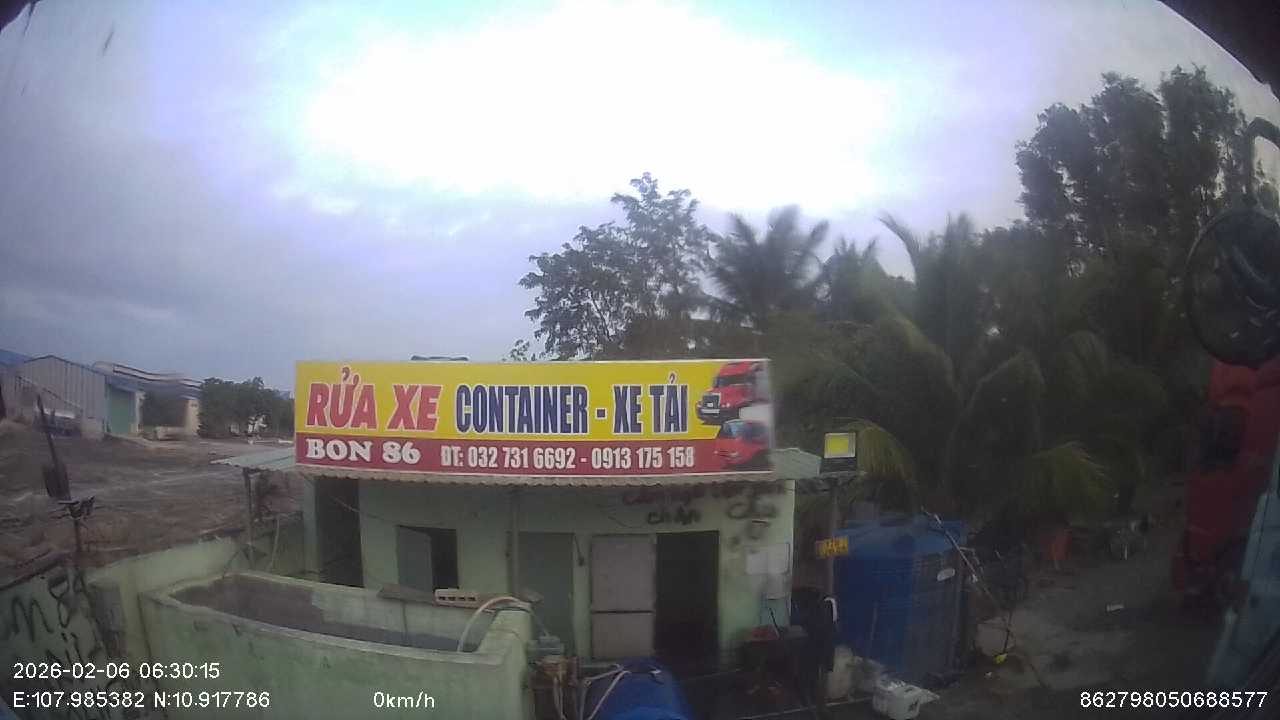 RỬA XE CONTAINER - XE TẢI
BON 86 ĐT: 032 731 6692 - 0913 175 158
2026-02-06 06:30:15
E:107.985382 N:10.917786 0km/h 862798050688577